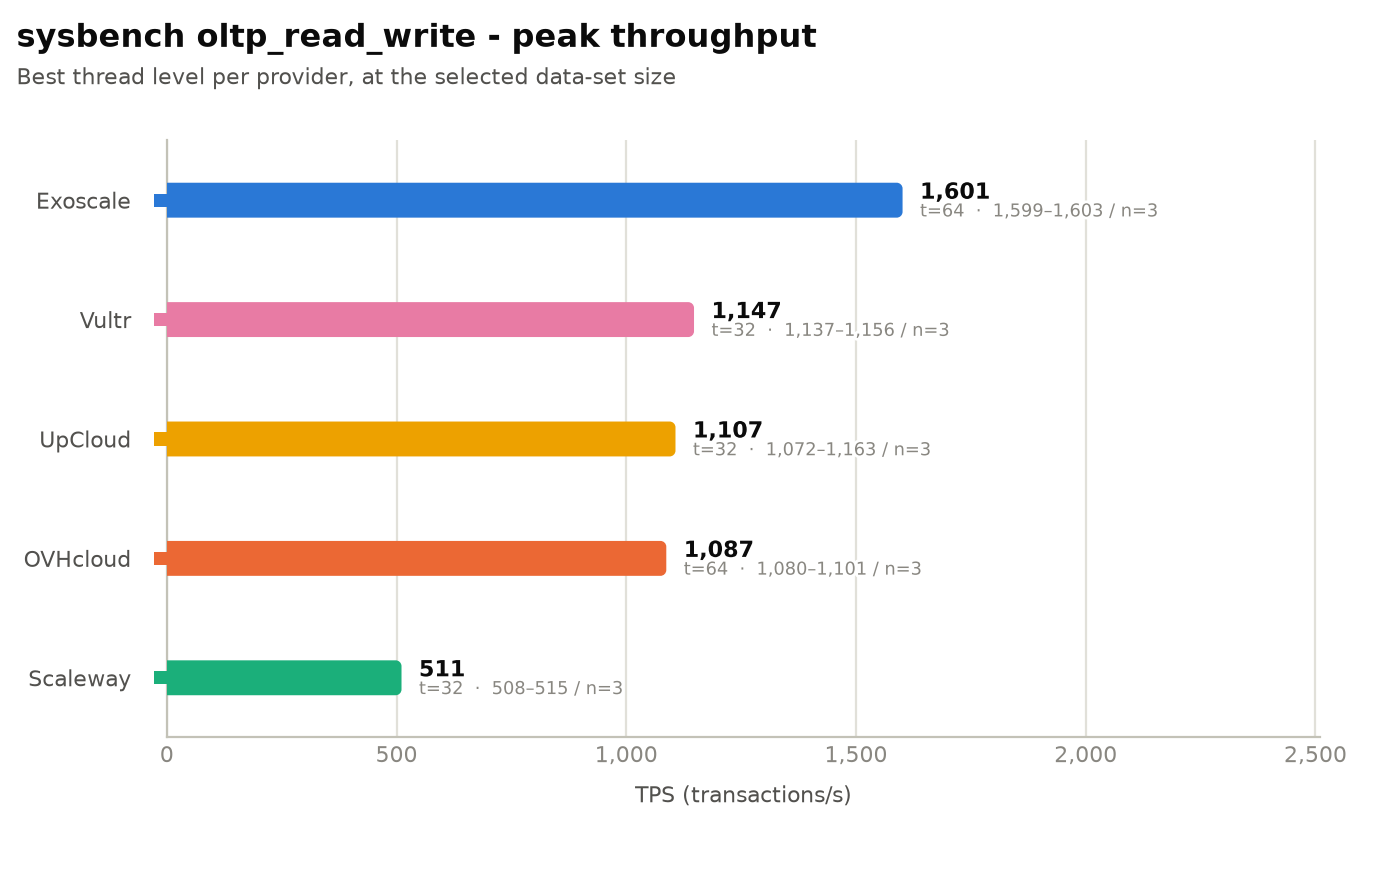 sysbench oltp_read_write - peak throughput
Best thread level per provider, at the selected data-set size
Exoscale
1,601
t=64 · 1,599–1,603 / n=3
Vultr
1,147
t=32 · 1,137–1,156 / n=3
UpCloud
1,107
t=32 · 1,072–1,163 / n=3
OVHcloud
1,087
t=64 · 1,080–1,101 / n=3
Scaleway
511
t=32 · 508–515 / n=3
0 500 1,000 1,500 2,000 2,500
TPS (transactions/s)